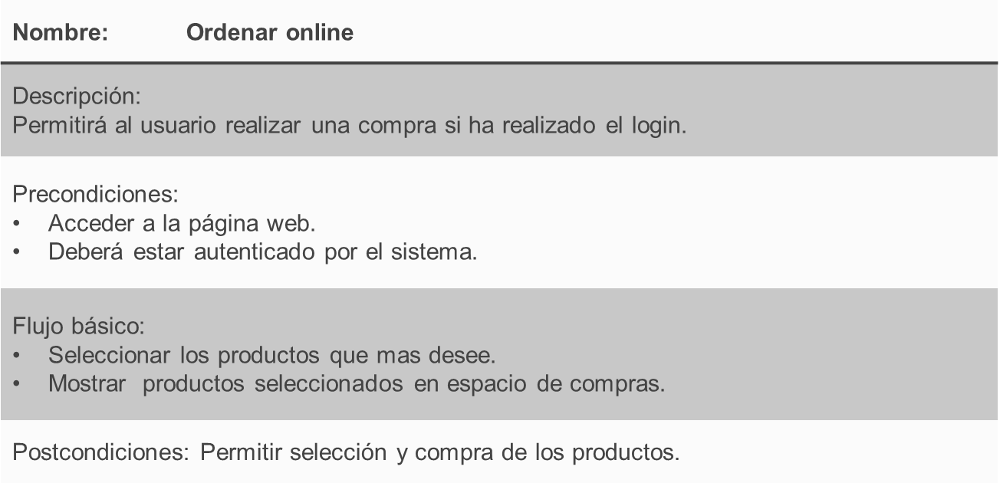 Nombre: Ordenar online
Descripción:
Permitirá al usuario realizar una compra si ha realizado el login.
Precondiciones:
• Acceder a la página web.
• Deberá estar autenticado por el sistema.
Flujo básico:
• Seleccionar los productos que mas desee.
• Mostrar productos seleccionados en espacio de compras.
Postcondiciones: Permitir selección y compra de los productos.